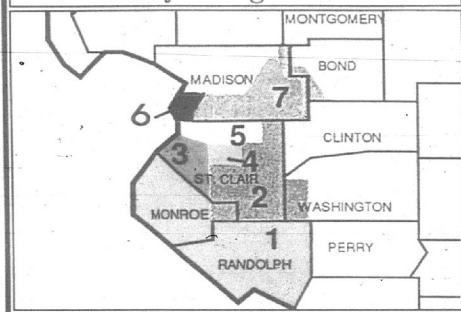 MONTGOMERY
BOND
MADISON
7
6
5
CLINTON
3
4
ST. CLAIR
2
WASHINGTON
MONROE
1
PERRY
RANDOLPH